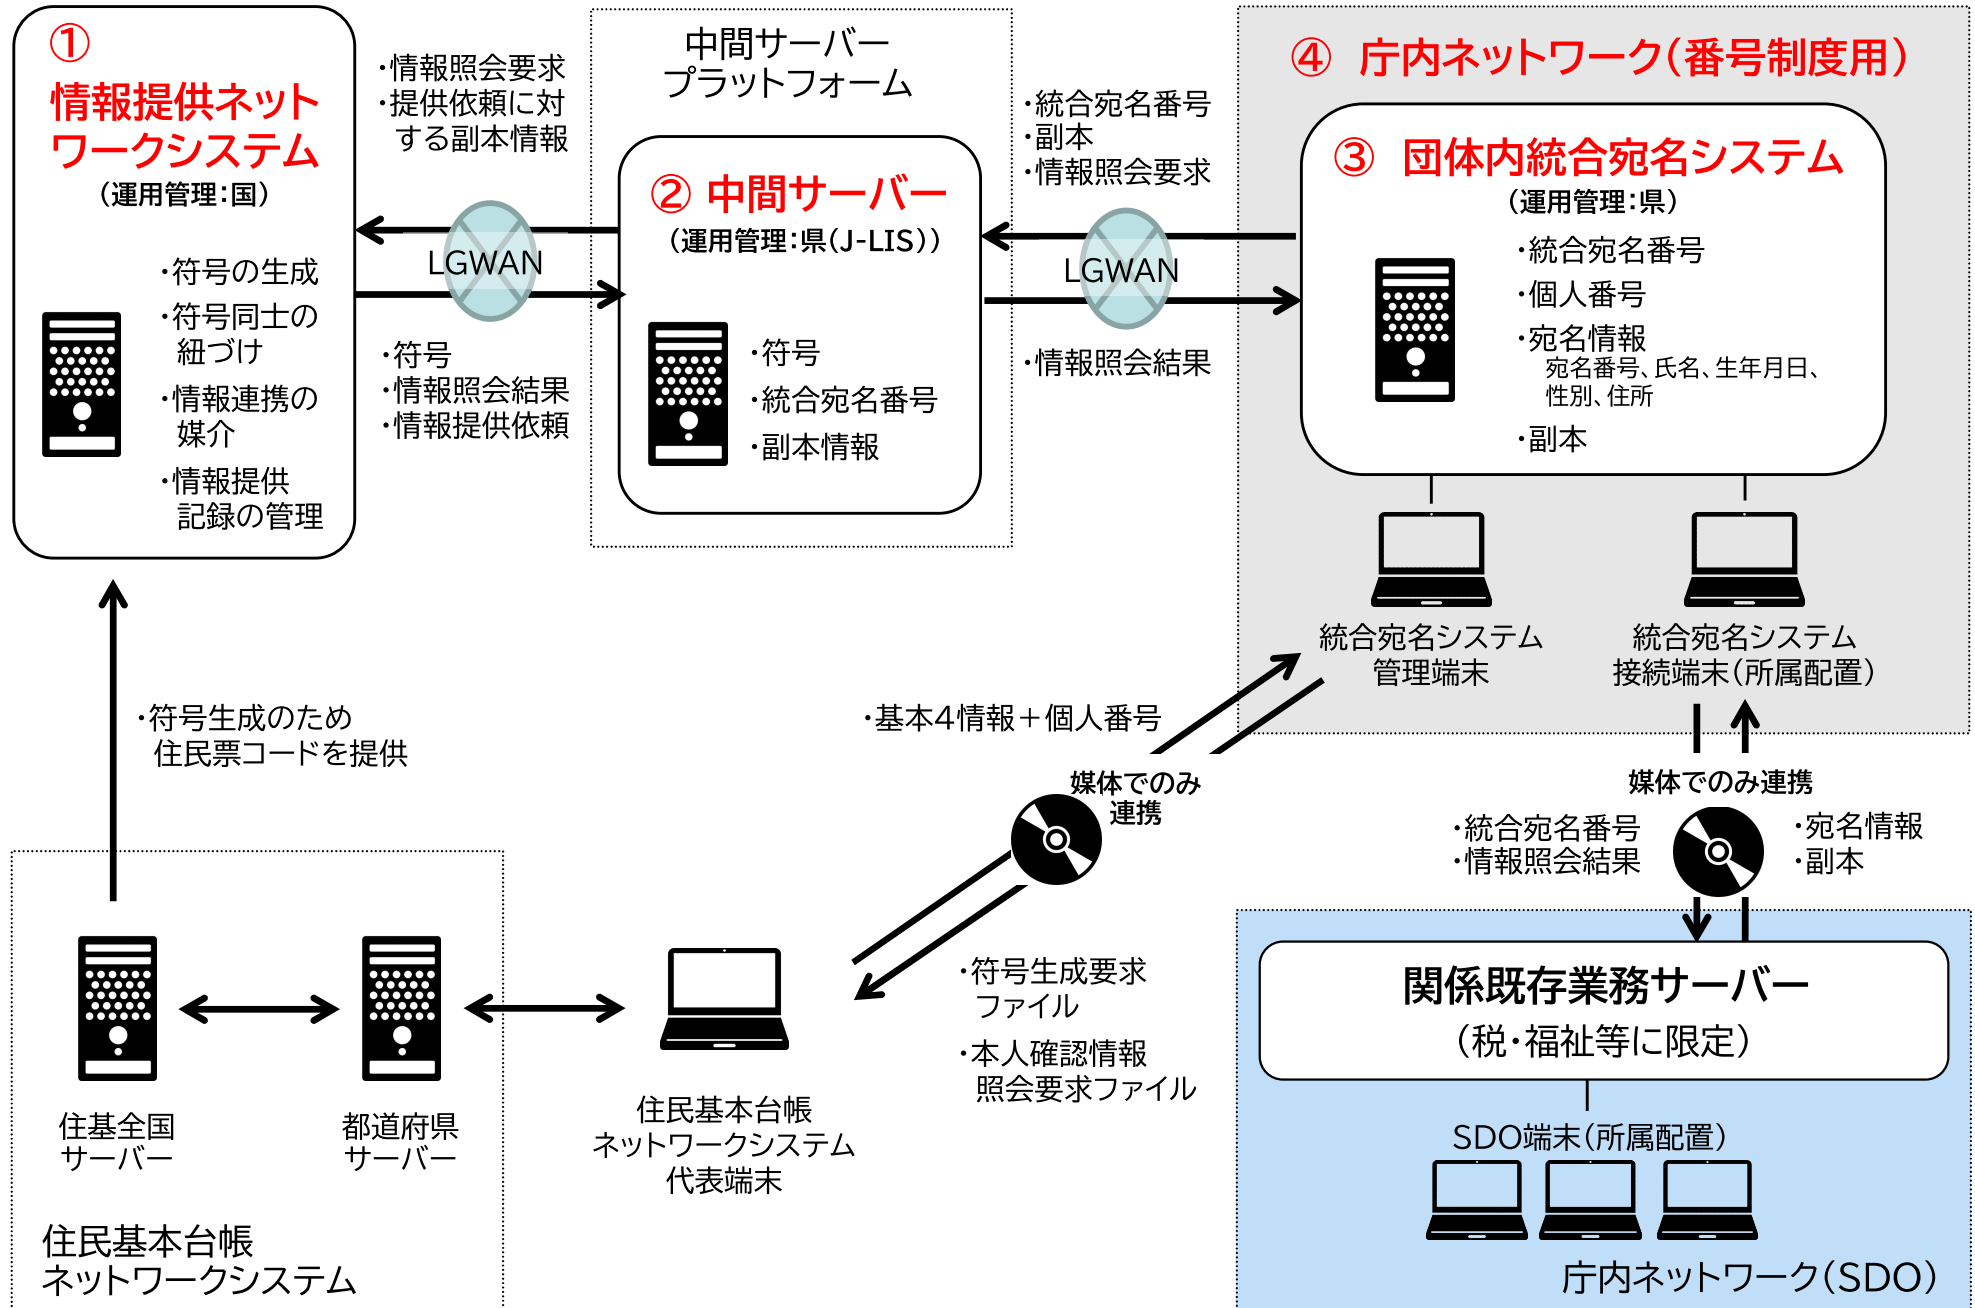 ①
情報提供ネット
ワークシステム
（運用管理：国）
・符号の生成
・符号同士の
紐づけ
・情報連携の
媒介
・情報提供
記録の管理
・情報照会要求
・提供依頼に対
する副本情報
LGWAN
・符号
・情報照会結果
・情報提供依頼
中間サーバー
プラットフォーム
② 中間サーバー
（運用管理：県（J-LIS））
・符号
・統合宛名番号
・副本情報
・統合宛名番号
・副本
・情報照会要求
LGWAN
・情報照会結果
④ 庁内ネットワーク（番号制度用）
③ 団体内統合宛名システム
（運用管理：県）
・統合宛名番号
・個人番号
・宛名情報
宛名番号、氏名、生年月日、
性別、住所
・副本
統合宛名システム
管理端末
統合宛名システム
接続端末（所属配置）
・符号生成のため
住民票コードを提供
・基本４情報＋個人番号
媒体でのみ
連携
・符号生成要求
ファイル
・本人確認情報
照会要求ファイル
媒体でのみ連携
・統合宛名番号
・情報照会結果
・宛名情報
・副本
住基全国
サーバー
都道府県
サーバー
住民基本台帳
ネットワークシステム
代表端末
住民基本台帳
ネットワークシステム
関係既存業務サーバー
（税・福祉等に限定）
SDO端末（所属配置）
庁内ネットワーク（SDO）